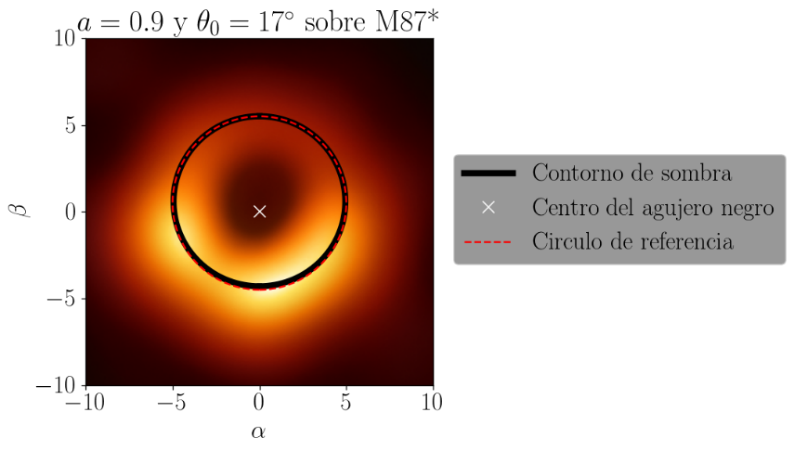 a = 0.9 y θ₀ = 17° sobre M87*
10
5
0
−5
−10
β
−10 −5 0 5 10
α
Contorno de sombra
Centro del agujero negro
Circulo de referencia